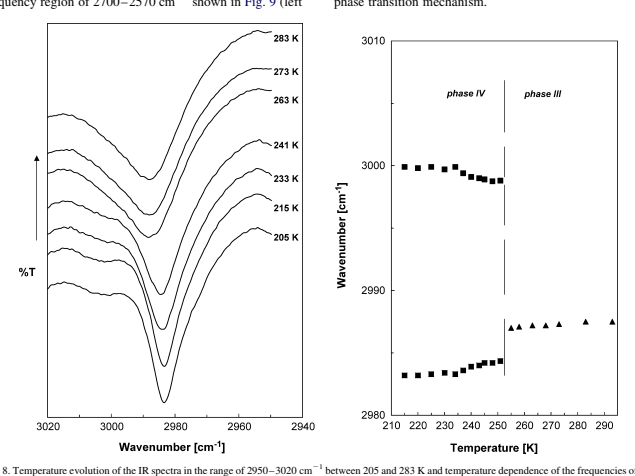 quency region of 2700–2570 cm⁻ shown in Fig. 9 (left
phase transition mechanism.
283 K
273 K
263 K
241 K
233 K
215 K
205 K
%T
3020 3000 2980 2960 2940
Wavenumber [cm⁻¹]
3010
3000
2990
2980
Wavenumber [cm⁻¹]
phase IV phase III
210 220 230 240 250 260 270 280 290
Temperature [K]
8. Temperature evolution of the IR spectra in the range of 2950–3020 cm⁻¹ between 205 and 283 K and temperature dependence of the frequencies of